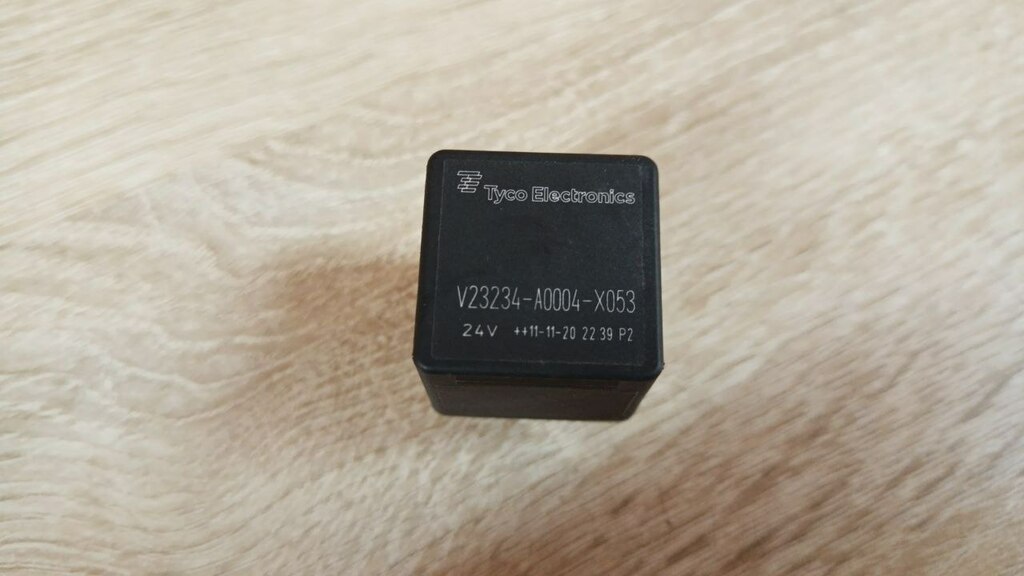 Tyco Electronics
V23234-A0004-X053
24V ++11-11-20 22 39 P2